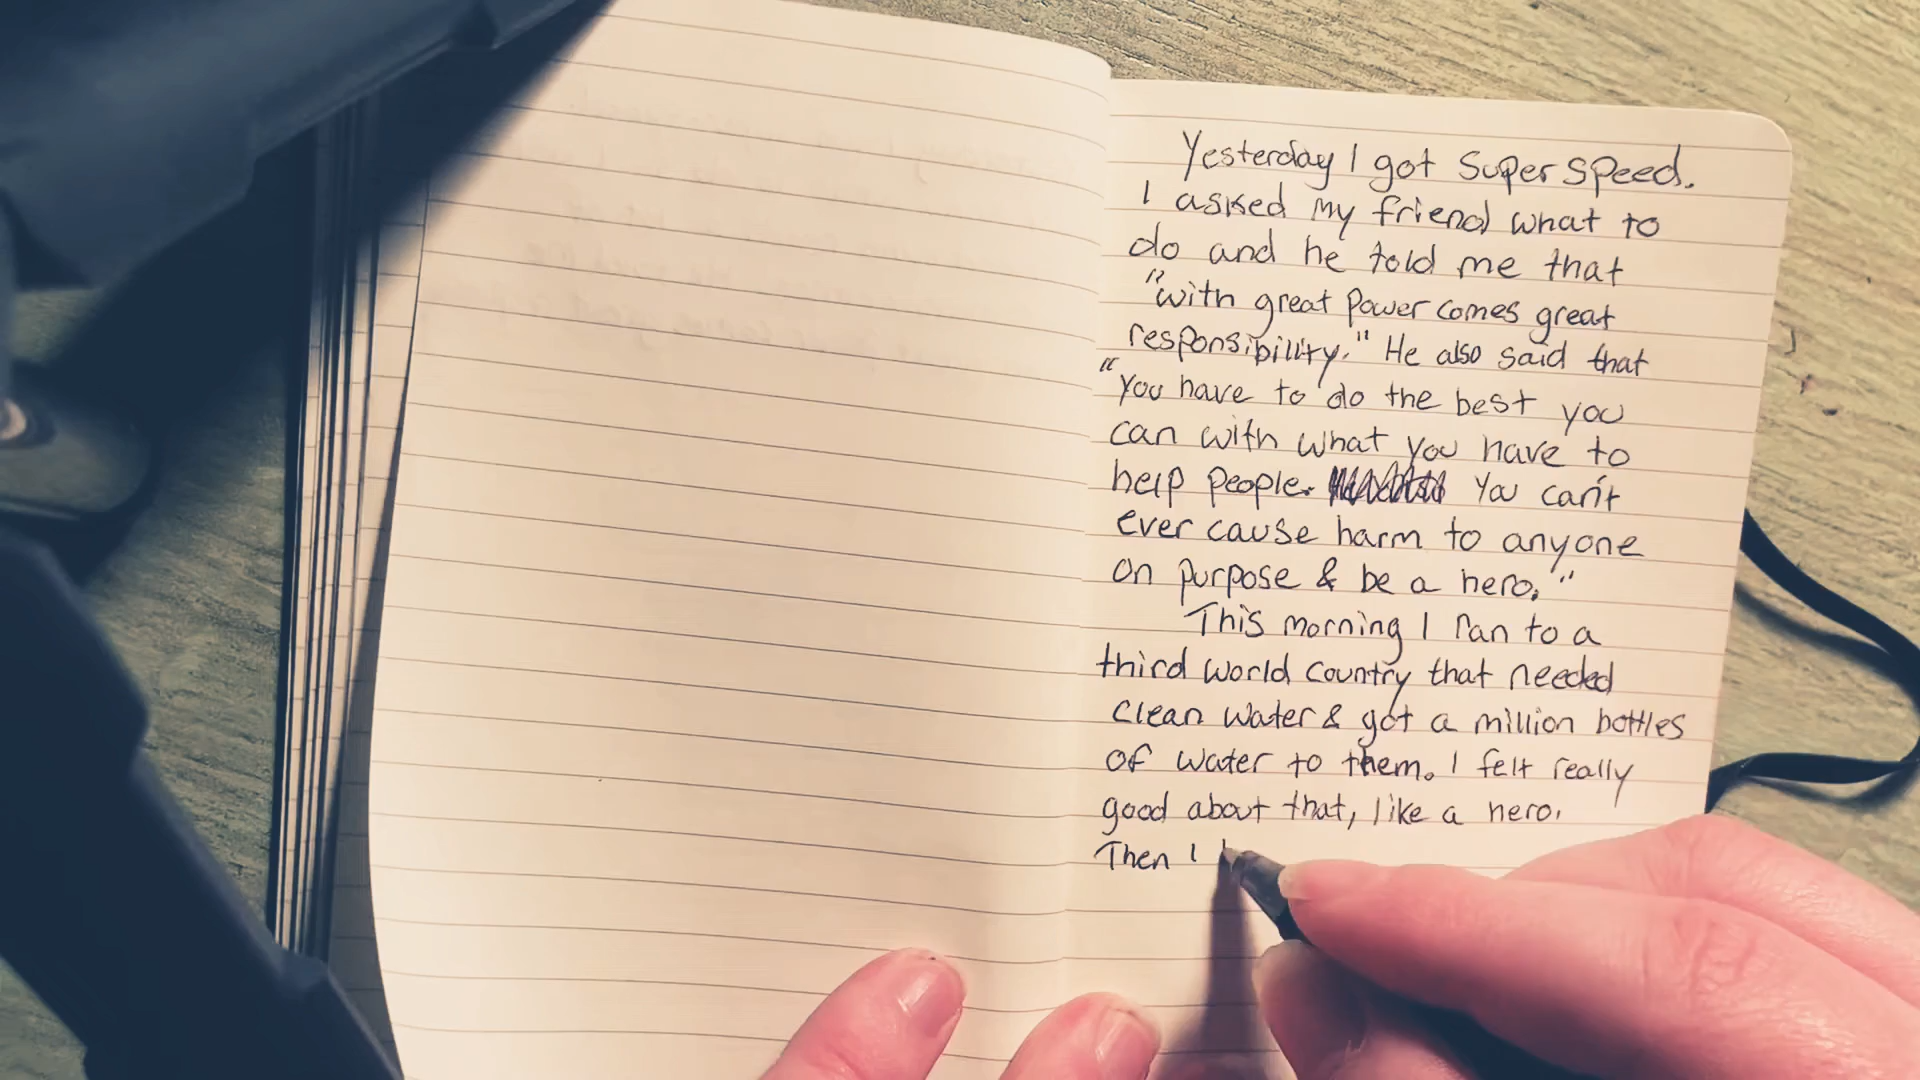 Yesterday I got Super Speed.
I asked my friend what to
do and he told me that
"with great power comes great
responsibility." He also said that
"You have to do the best you
can with what you have to
help people. You can't
ever cause harm to anyone
on purpose & be a hero."
This morning I ran to a
third world country that needed
clean water & got a million bottles
of water to them. I felt really
good about that, like a hero.
Then I